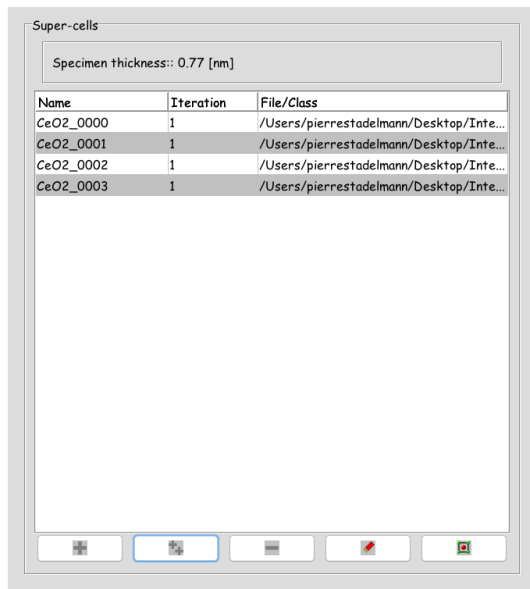 Super-cells
Specimen thickness:: 0.77 [nm]
Name Iteration File/Class
CeO2_0000 1 /Users/pierrestadelmann/Desktop/Inte...
CeO2_0001 1 /Users/pierrestadelmann/Desktop/Inte...
CeO2_0002 1 /Users/pierrestadelmann/Desktop/Inte...
CeO2_0003 1 /Users/pierrestadelmann/Desktop/Inte...